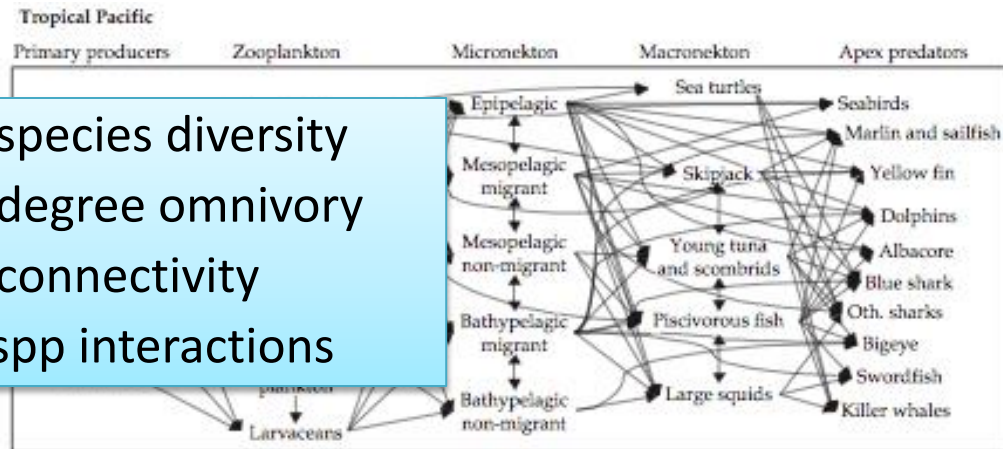 Tropical Pacific
Primary producers Zooplankton Micronekton Macronekton Apex predators
species diversity
degree omnivory
connectivity
spp interactions
plankton
Larvaceans
Epipelagic
Mesopelagic
migrant
Mesopelagic
non-migrant
Bathypelagic
migrant
Bathypelagic
non-migrant
Sea turtles
Skipjack
Young tuna
and scombrids
Piscivorous fish
Large squids
Seabirds
Marlin and sailfish
Yellow fin
Dolphins
Albacore
Blue shark
Oth. sharks
Bigeye
Swordfish
Killer whales